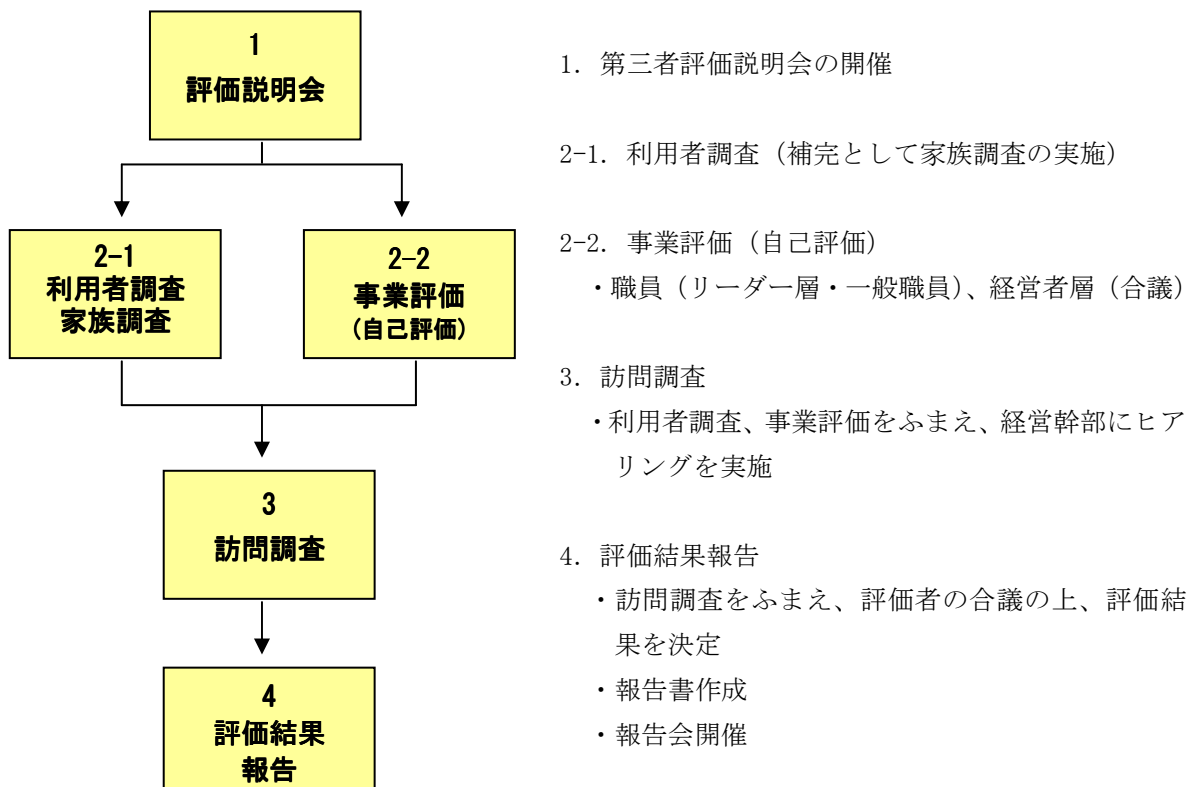 1
評価説明会
2-1
利用者調査
家族調査
2-2
事業評価
(自己評価)
3
訪問調査
4
評価結果
報告
1. 第三者評価説明会の開催
2-1. 利用者調査（補完として家族調査の実施）
2-2. 事業評価（自己評価）
・職員（リーダー層・一般職員）、経営者層（合議）
3. 訪問調査
・利用者調査、事業評価をふまえ、経営幹部にヒア
リングを実施
4. 評価結果報告
・訪問調査をふまえ、評価者の合議の上、評価結
果を決定
・報告書作成
・報告会開催